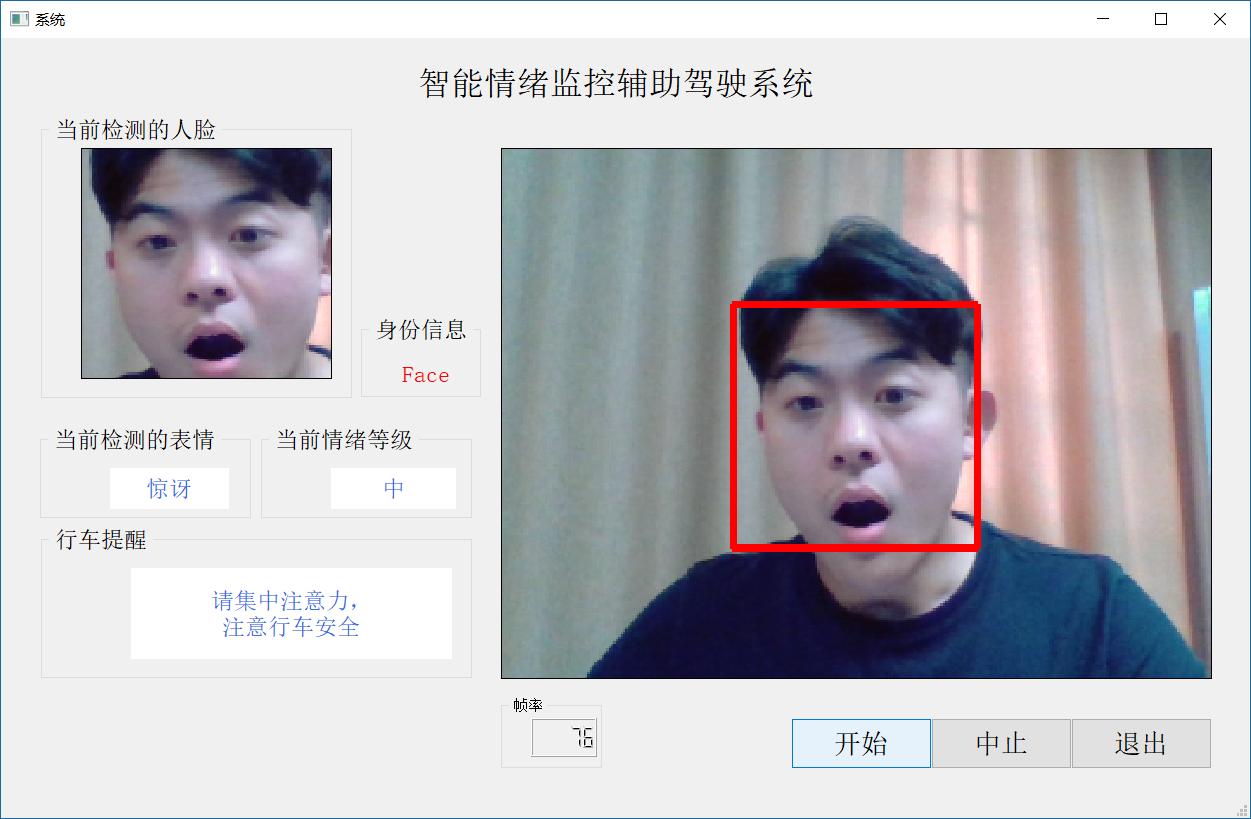 系统
智能情绪监控辅助驾驶系统
当前检测的人脸
身份信息
Face
当前检测的表情
当前情绪等级
惊讶
中
行车提醒
请集中注意力，
注意行车安全
帧率
76
开始
中止
退出